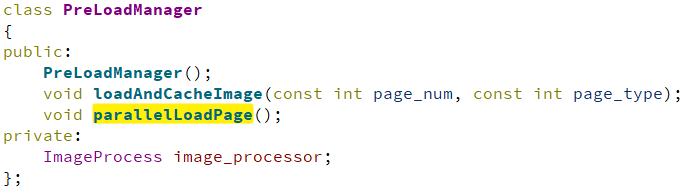 class PreLoadManager
{
public:
    PreLoadManager();
    void loadAndCacheImage(const int page_num, const int page_type);
    void parallelLoadPage();
private:
    ImageProcess image_processor;
};